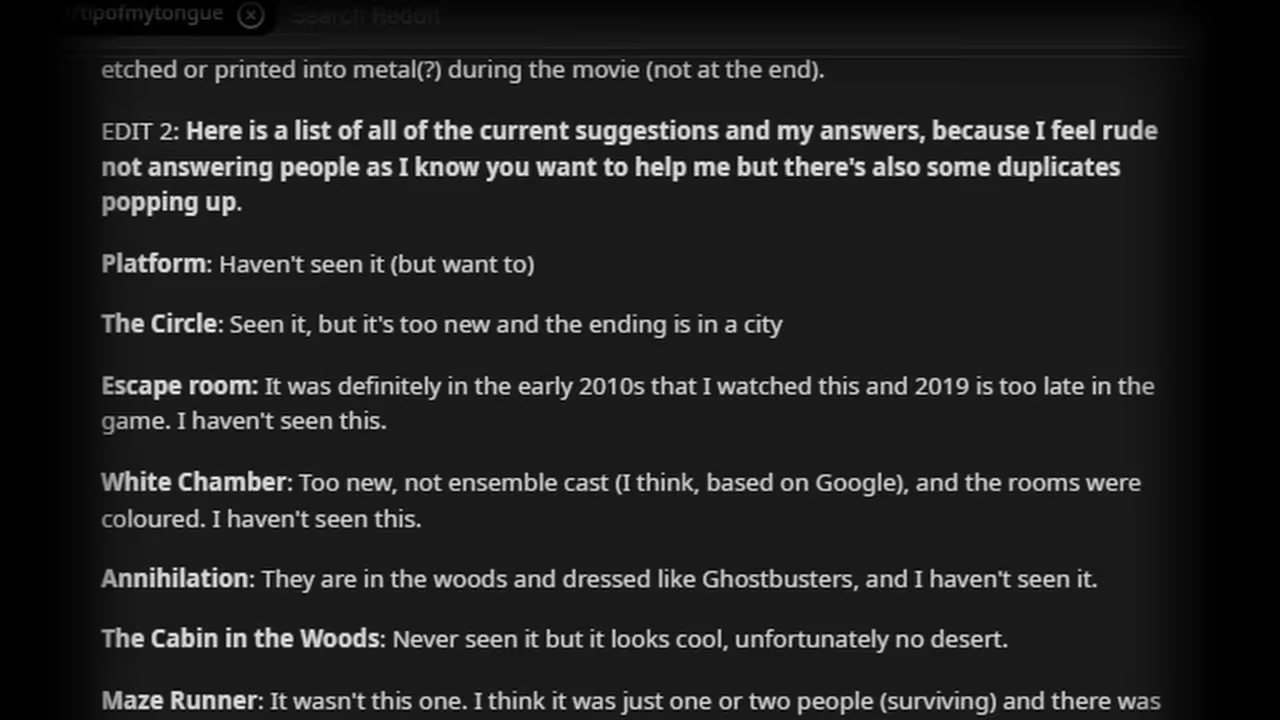 tipofmytongue
Search Reddit
etched or printed into metal(?) during the movie (not at the end).
EDIT 2: Here is a list of all of the current suggestions and my answers, because I feel rude
not answering people as I know you want to help me but there's also some duplicates
popping up.
Platform: Haven't seen it (but want to)
The Circle: Seen it, but it's too new and the ending is in a city
Escape room: It was definitely in the early 2010s that I watched this and 2019 is too late in the
game. I haven't seen this.
White Chamber: Too new, not ensemble cast (I think, based on Google), and the rooms were
coloured. I haven't seen this.
Annihilation: They are in the woods and dressed like Ghostbusters, and I haven't seen it.
The Cabin in the Woods: Never seen it but it looks cool, unfortunately no desert.
Maze Runner: It wasn't this one. I think it was just one or two people (surviving) and there was